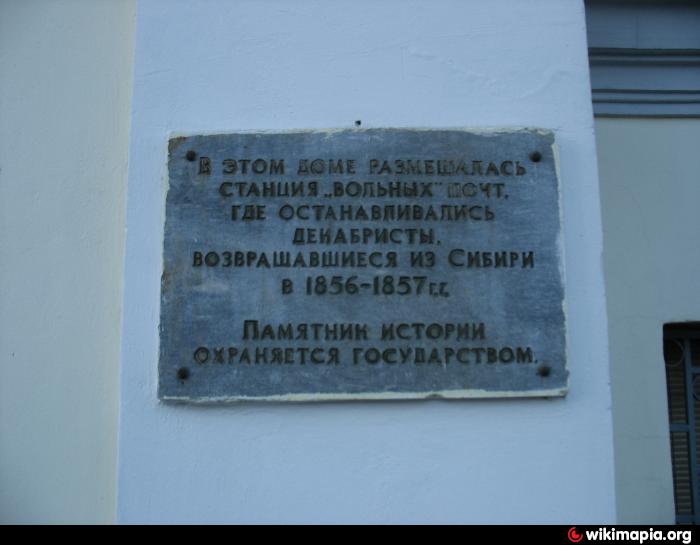 В ЭТОМ ДОМЕ РАЗМЕЩАЛАСЬ
СТАНЦИЯ „ВОЛЬНЫХ" ПОЧТ,
ГДЕ ОСТАНАВЛИВАЛИСЬ
ДЕКАБРИСТЫ,
ВОЗВРАЩАВШИЕСЯ ИЗ СИБИРИ
В 1856-1857 Г.Г.
ПАМЯТНИК ИСТОРИИ
ОХРАНЯЕТСЯ ГОСУДАРСТВОМ.
wikimapia.org